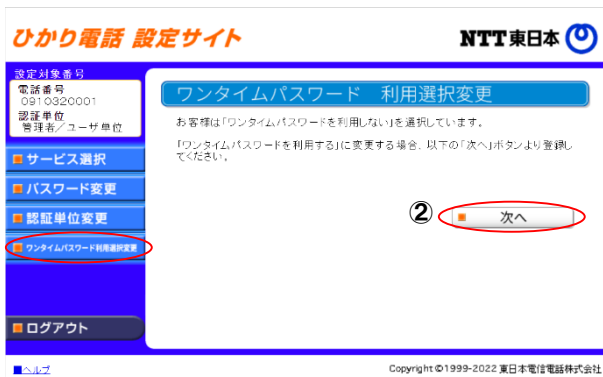 ひかり電話 設定サイト
NTT東日本
設定対象番号
電話番号
0910320001
認証単位
管理者/ユーザ単位
サービス選択
パスワード変更
認証単位変更
ワンタイムパスワード利用選択変更
ログアウト
ワンタイムパスワード 利用選択変更
お客様は「ワンタイムパスワードを利用しない」を選択しています。
「ワンタイムパスワードを利用する」に変更する場合、以下の「次へ」ボタンより登録し
てください。
② 次へ
■ヘルプ
Copyright©1999-2022 東日本電信電話株式会社